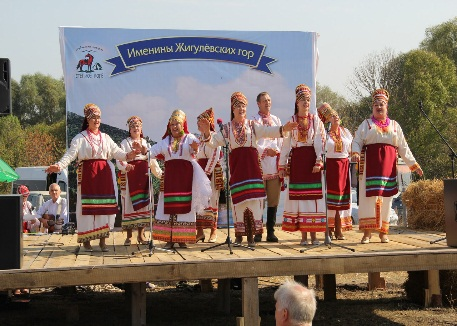 Именины Жигулёвских гор